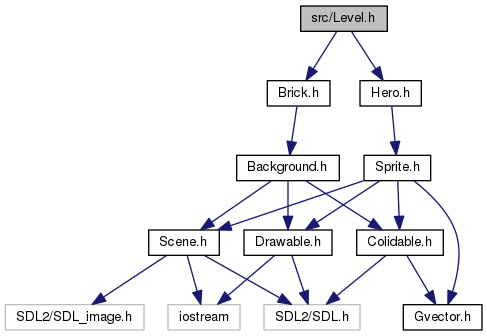 src/Level.h
Brick.h
Hero.h
Background.h
Sprite.h
Scene.h
Drawable.h
Colidable.h
SDL2/SDL_image.h
iostream
SDL2/SDL.h
Gvector.h